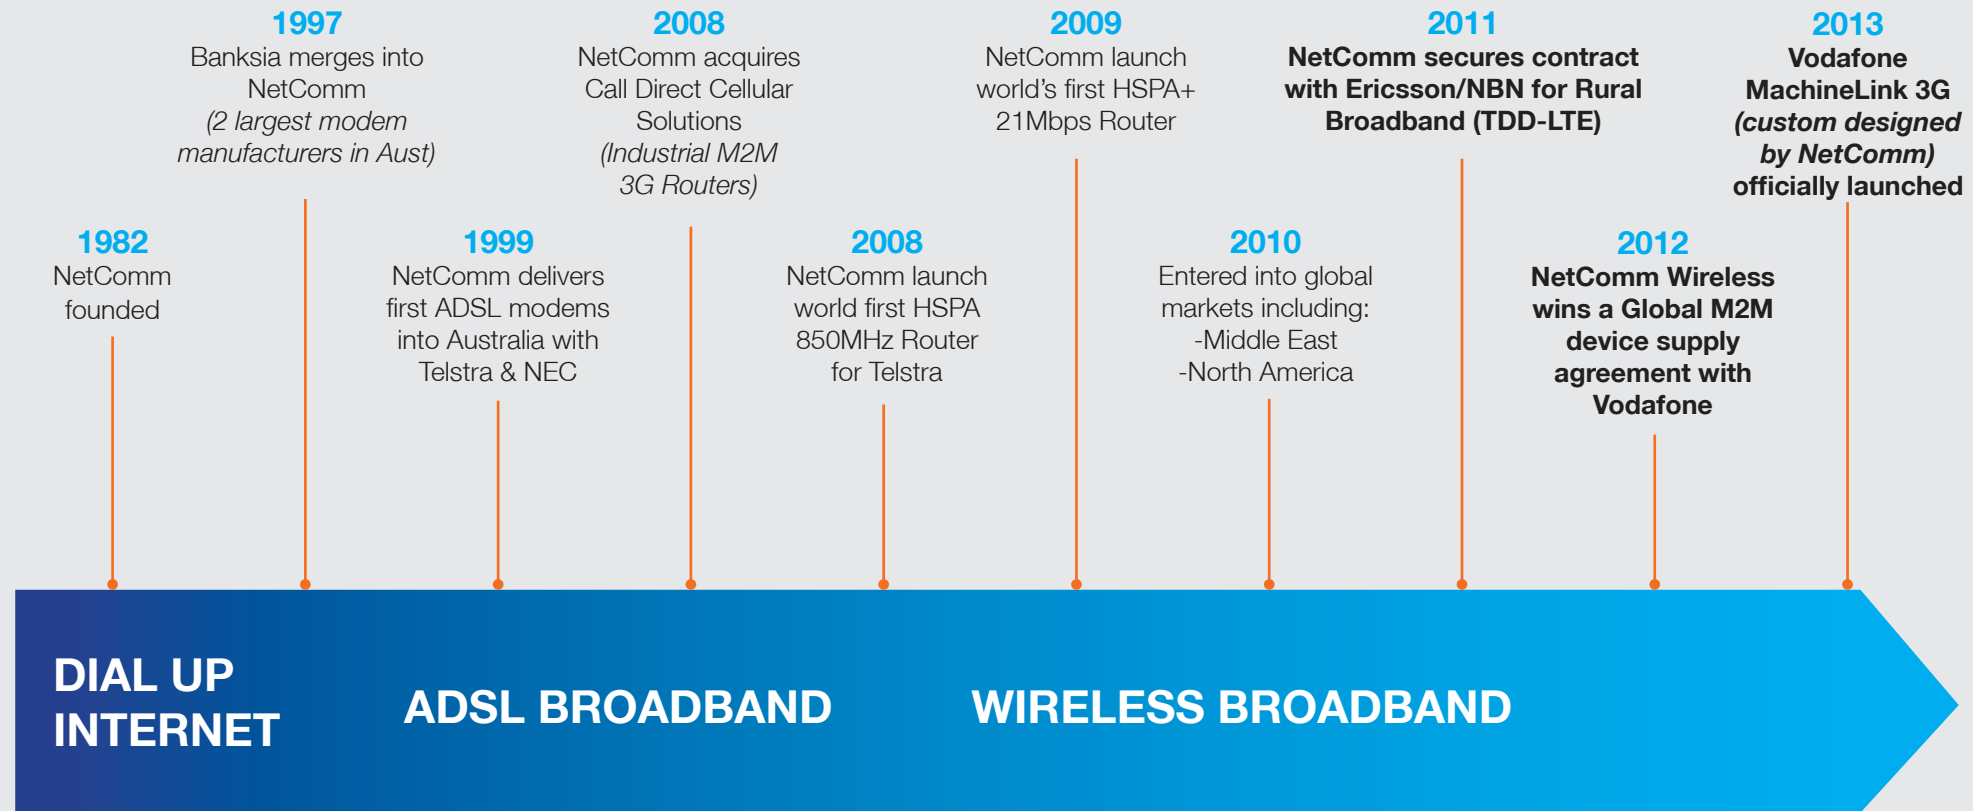 1997
Banksia merges into
NetComm
(2 largest modem
manufacturers in Aust)
2008
NetComm acquires
Call Direct Cellular
Solutions
(Industrial M2M
3G Routers)
2009
NetComm launch
world's first HSPA+
21Mbps Router
2011
NetComm secures contract
with Ericsson/NBN for Rural
Broadband (TDD-LTE)
2013
Vodafone
MachineLink 3G
(custom designed
by NetComm)
officially launched
1982
NetComm
founded
1999
NetComm delivers
first ADSL modems
into Australia with
Telstra & NEC
2008
NetComm launch
world first HSPA
850MHz Router
for Telstra
2010
Entered into global
markets including:
-Middle East
-North America
2012
NetComm Wireless
wins a Global M2M
device supply
agreement with
Vodafone
DIAL UP
INTERNET
ADSL BROADBAND
WIRELESS BROADBAND